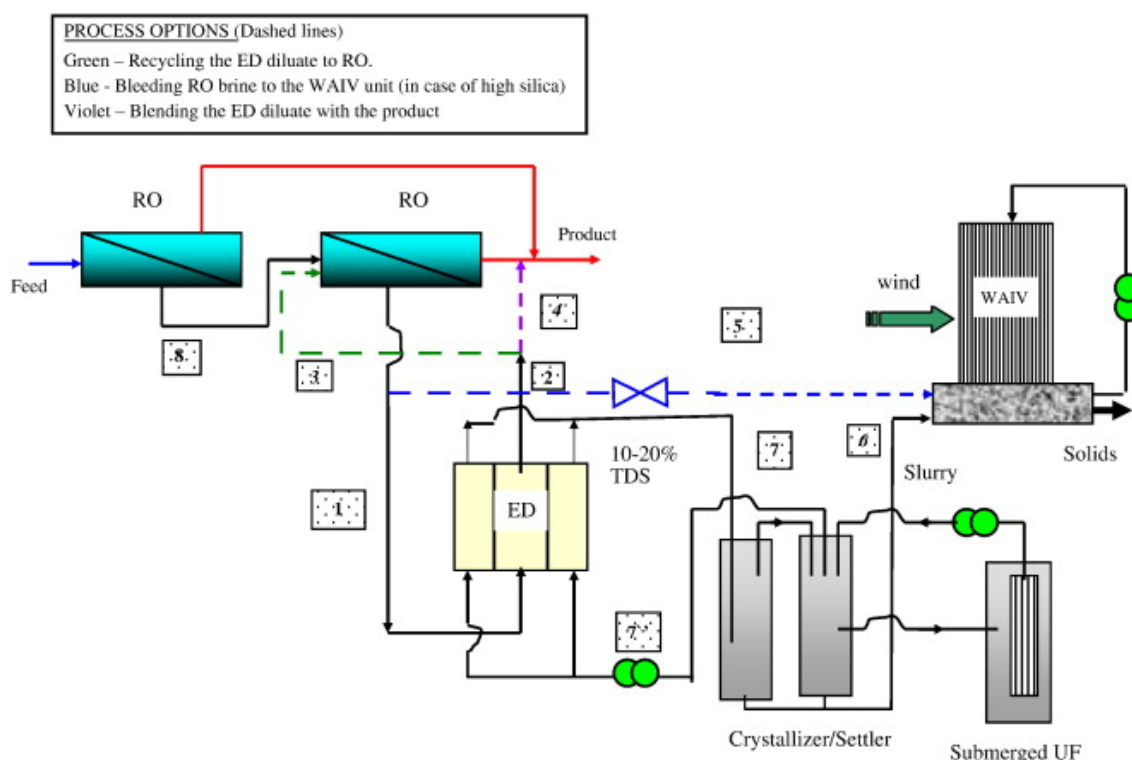 PROCESS OPTIONS (Dashed lines)
Green – Recycling the ED diluate to RO.
Blue - Bleeding RO brine to the WAIV unit (in case of high silica)
Violet – Blending the ED diluate with the product
RO
RO
Product
Feed
wind
WAIV
Solids
4
5
8
3
2
10-20%
TDS
7
6
Slurry
1
ED
7''
Crystallizer/Settler
Submerged UF